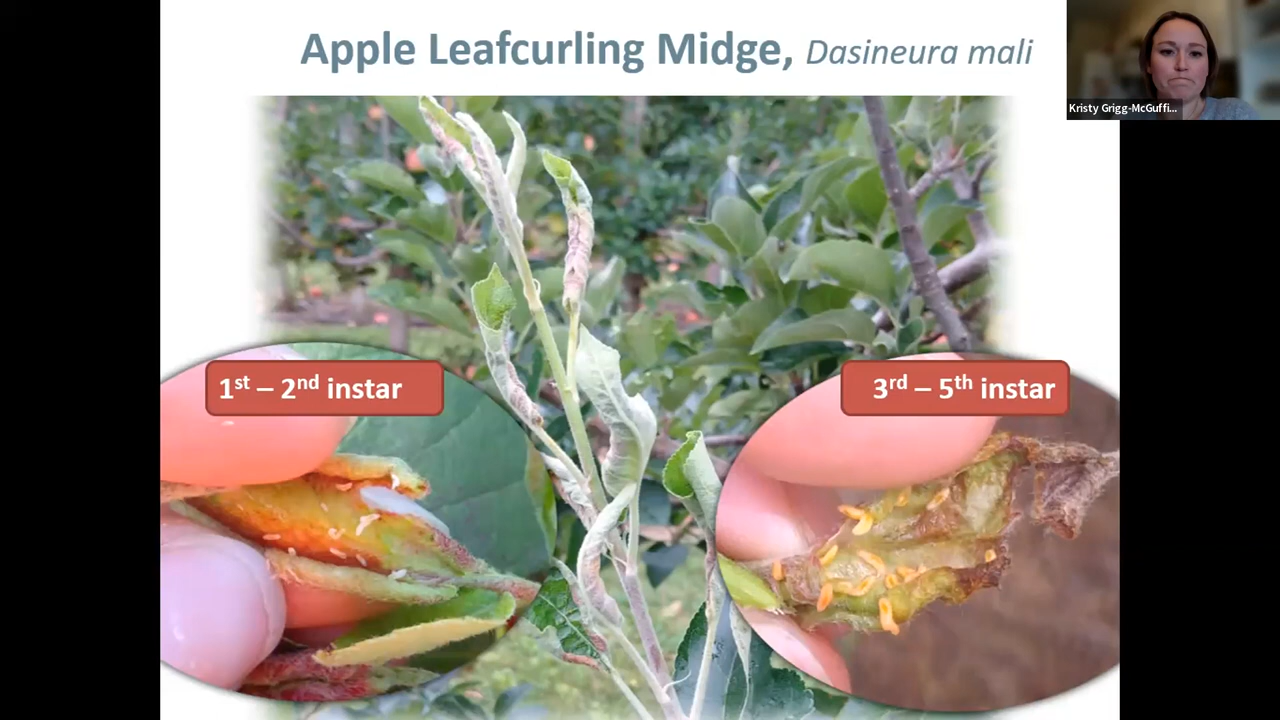 Apple Leafcurling Midge, Dasineura mali
Kristy Grigg-McGuffi...
1st – 2nd instar
3rd – 5th instar